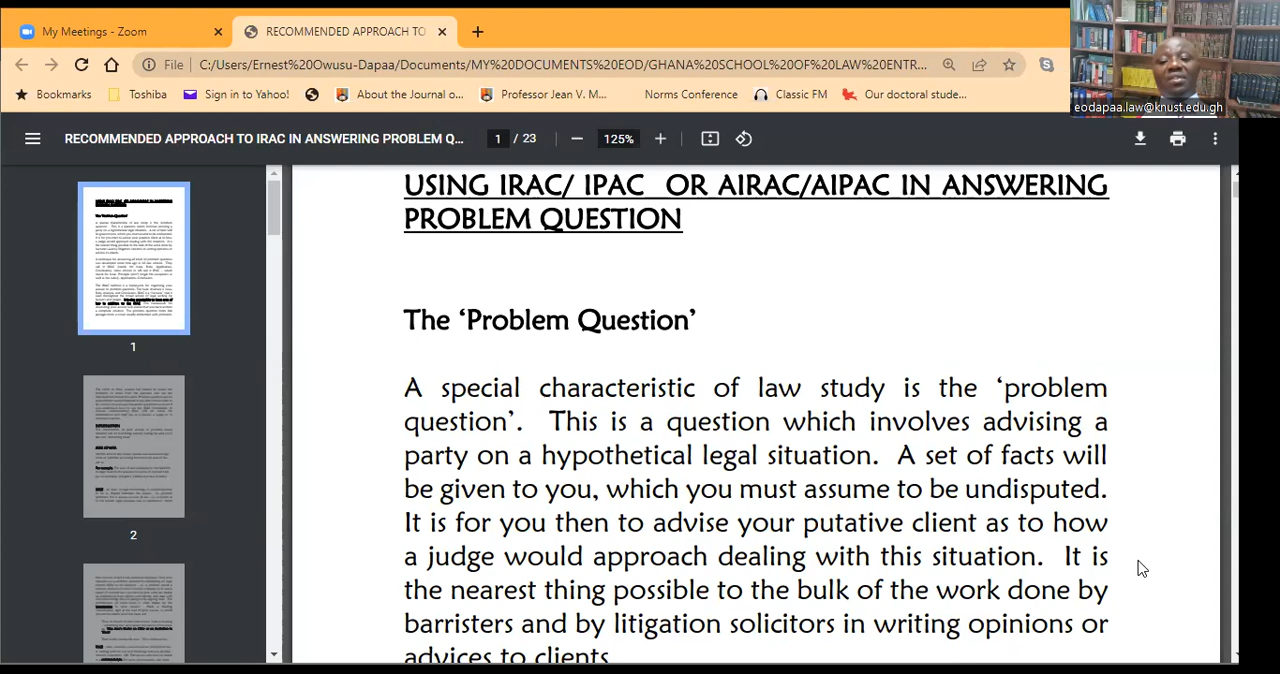 My Meetings - Zoom
RECOMMENDED APPROACH TO
File
C:/Users/Ernest%20Owusu-Dapaa/Documents/MY%20DOCUMENTS%20EOD/GHANA%20SCHOOL%20OF%20LAW%20ENTR...
Bookmarks
Toshiba
Sign in to Yahoo!
About the Journal o...
Professor Jean V. M...
Norms Conference
Classic FM
Our doctoral stude...
eodapaa.law@knust.edu.gh
RECOMMENDED APPROACH TO IRAC IN ANSWERING PROBLEM Q...
1 / 23
125%
1
2
USING IRAC/ IPAC OR AIRAC/AIPAC IN ANSWERING
PROBLEM QUESTION
The ‘Problem Question’
A special characteristic of law study is the ‘problem
question’. This is a question which involves advising a
party on a hypothetical legal situation. A set of facts will
be given to you, which you must assume to be undisputed.
It is for you then to advise your putative client as to how
a judge would approach dealing with this situation. It is
the nearest thing possible to the bulk of the work done by
barristers and by litigation solicitors in writing opinions or
advices to clients.